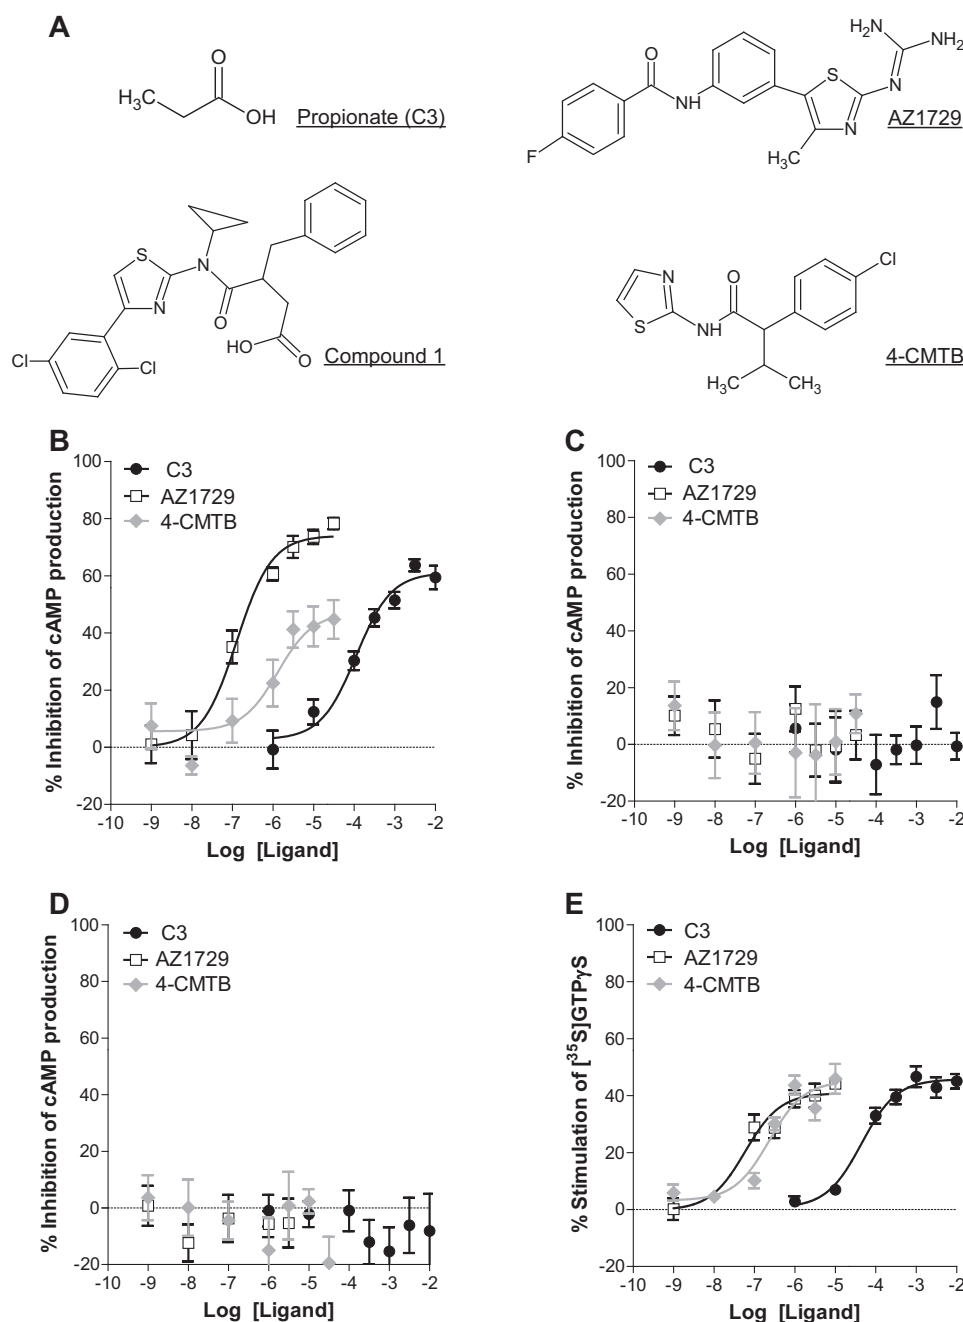 A
O
H₃C
OH
Propionate (C3)
H₂N
NH₂
N
S
N
H₃C
O
NH
F
AZ1729
S
N
N
O
HO
O
Cl
Cl
Compound 1
N
S
NH
O
Cl
H₃C
CH₃
4-CMTB
B
C3
AZ1729
4-CMTB
% Inhibition of cAMP production
100
80
60
40
20
0
-20
-10 -9 -8 -7 -6 -5 -4 -3 -2
Log [Ligand]
C
C3
AZ1729
4-CMTB
% Inhibition of cAMP production
100
80
60
40
20
0
-20
-10 -9 -8 -7 -6 -5 -4 -3 -2
Log [Ligand]
D
C3
AZ1729
4-CMTB
% Inhibition of cAMP production
100
80
60
40
20
0
-20
-10 -9 -8 -7 -6 -5 -4 -3 -2
Log [Ligand]
E
C3
AZ1729
4-CMTB
% Stimulation of [³⁵S]GTPγS
100
80
60
40
20
0
-20
-10 -9 -8 -7 -6 -5 -4 -3 -2
Log [Ligand]